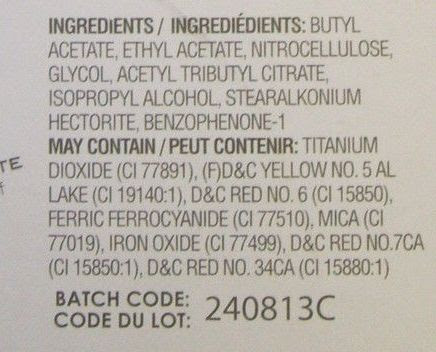 INGREDIENTS / INGREDIÉDIENTS: BUTYL
ACETATE, ETHYL ACETATE, NITROCELLULOSE,
GLYCOL, ACETYL TRIBUTYL CITRATE,
ISOPROPYL ALCOHOL, STEARALKONIUM
HECTORITE, BENZOPHENONE-1
MAY CONTAIN / PEUT CONTENIR: TITANIUM
DIOXIDE (CI 77891), (F)D&C YELLOW NO. 5 AL
LAKE (CI 19140:1), D&C RED NO. 6 (CI 15850),
FERRIC FERROCYANIDE (CI 77510), MICA (CI
77019), IRON OXIDE (CI 77499), D&C RED NO.7CA
(CI 15850:1), D&C RED NO. 34CA (CI 15880:1)
BATCH CODE:
CODE DU LOT: 240813C